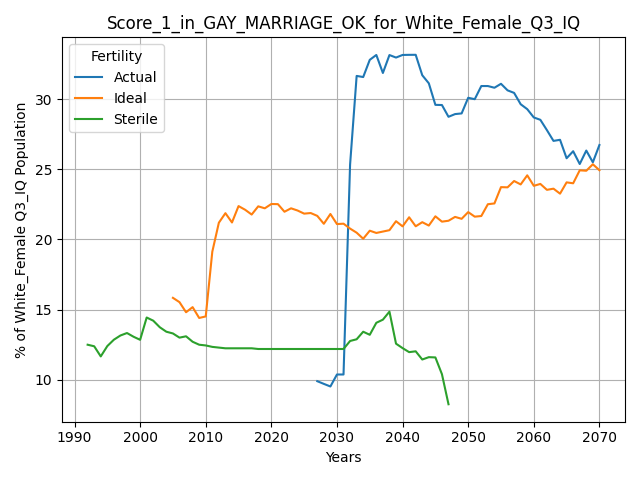 Score_1_in_GAY_MARRIAGE_OK_for_White_Female_Q3_IQ
Fertility
Actual
Ideal
Sterile
% of White_Female Q3_IQ Population
30
25
20
15
10
1990 2000 2010 2020 2030 2040 2050 2060 2070
Years